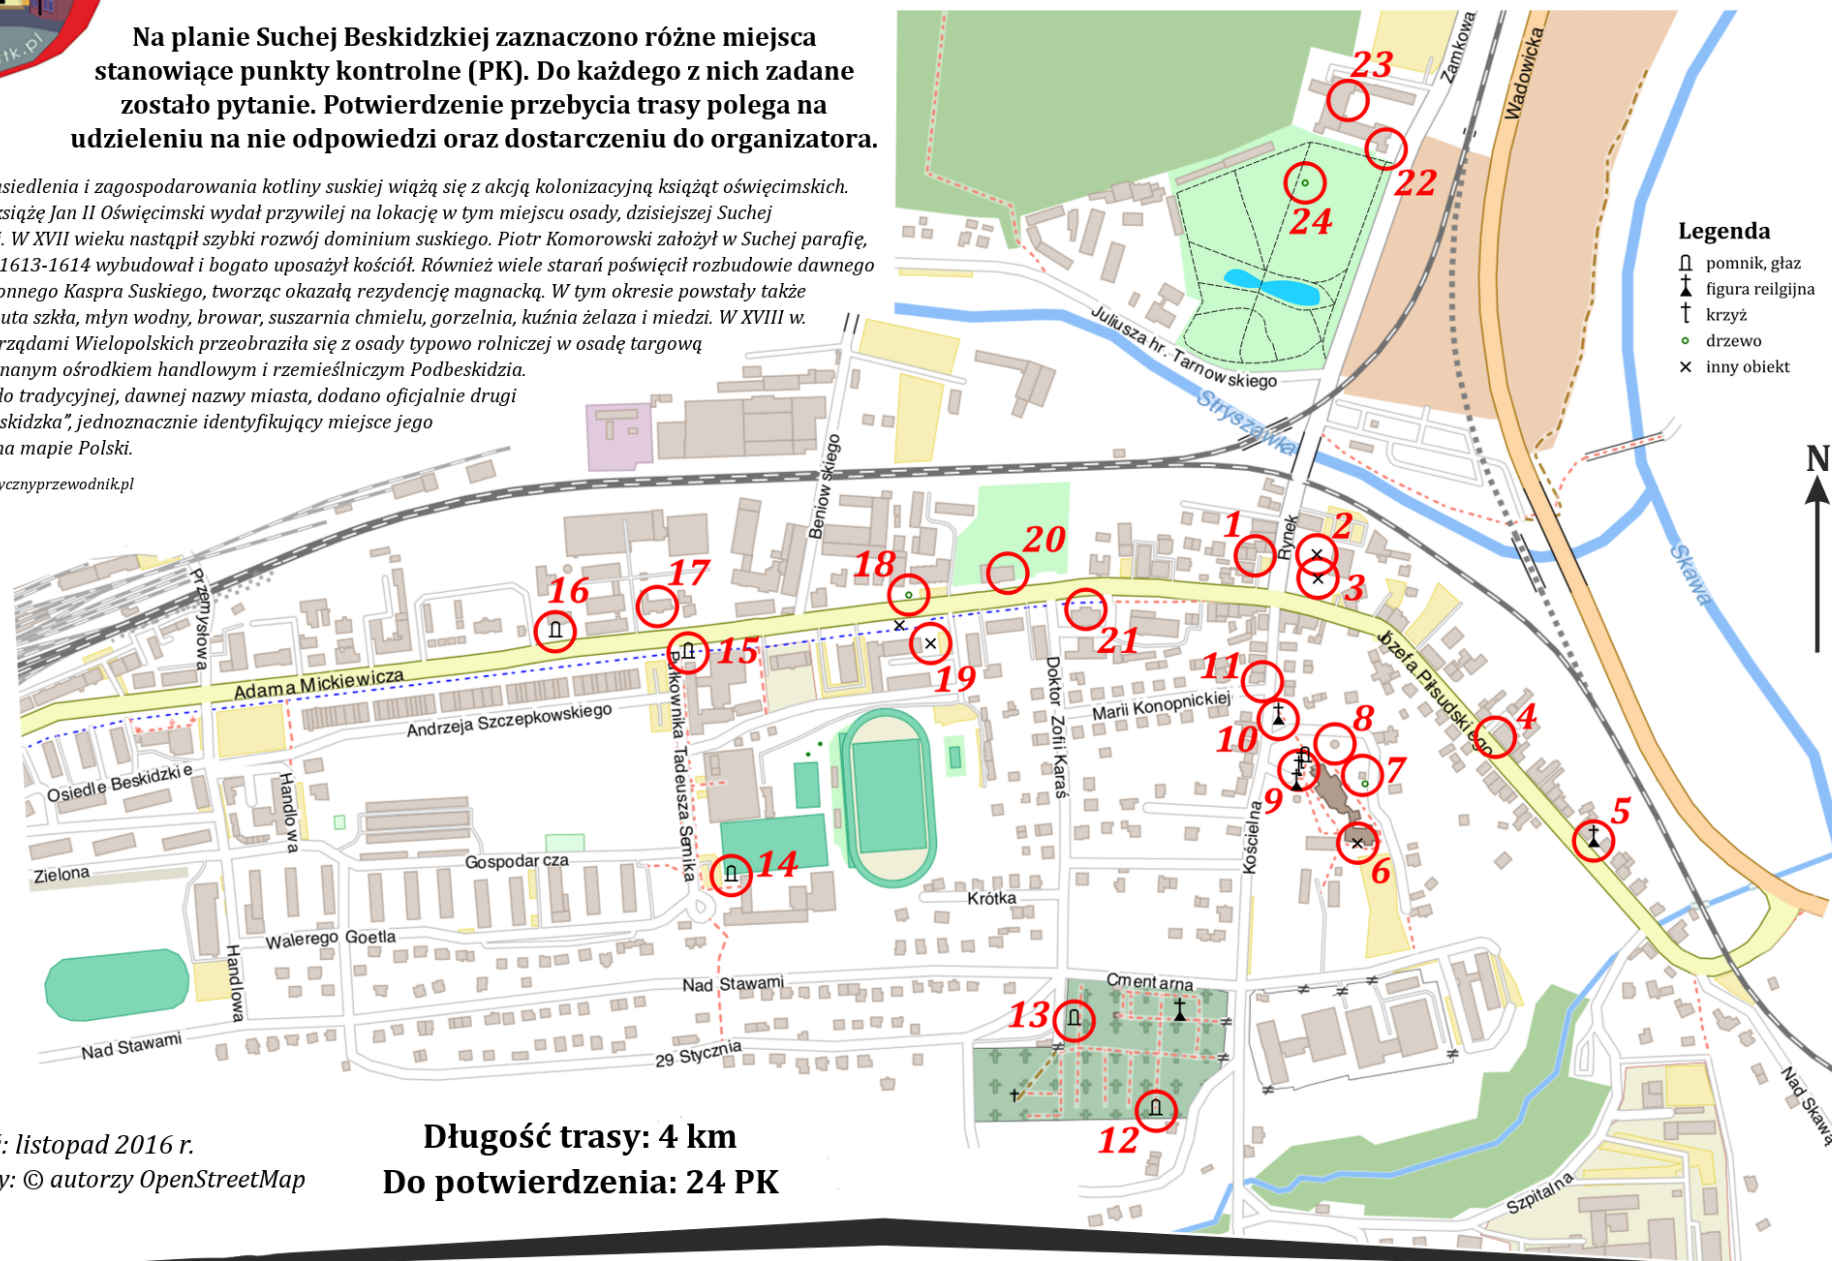 tk.pl
Na planie Suchej Beskidzkiej zaznaczono różne miejsca
stanowiące punkty kontrolne (PK). Do każdego z nich zadane
zostało pytanie. Potwierdzenie przebycia trasy polega na
udzieleniu na nie odpowiedzi oraz dostarczeniu do organizatora.
siedlenia i zagospodarowania kotliny suskiej wiążą się z akcją kolonizacyjną książąt oświęcimskich.
książę Jan II Oświęcimski wydał przywilej na lokację w tym miejscu osady, dzisiejszej Suchej
. W XVII wieku nastąpił szybki rozwój dominium suskiego. Piotr Komorowski założył w Suchej parafię,
1613-1614 wybudował i bogato uposażył kościół. Również wiele starań poświęcił rozbudowie dawnego
onnego Kaspra Suskiego, tworząc okazałą rezydencję magnacką. W tym okresie powstały także
uta szkła, młyn wodny, browar, suszarnia chmielu, gorzelnia, kuźnia żelaza i miedzi. W XVIII w.
rządami Wielopolskich przeobraziła się z osady typowo rolniczej w osadę targową
nanym ośrodkiem handlowym i rzemieślniczym Podbeskidzia.
do tradycyjnej, dawnej nazwy miasta, dodano oficjalnie drugi
skidzka”, jednoznacznie identyfikujący miejsce jego
na mapie Polski.
ycznyprzewodnik.pl
Legenda
pomnik, głaz
figura reilgijna
krzyż
drzewo
inny obiekt
N
Zamkowa
Wadowicka
23
22
24
Juliusza hr. Tarnowskiego
Stryszawka
Skawa
Beniowskiego
Rynek
1
2
3
20
18
17
16
15
19
21
Przemysłowa
Adama Mickiewicza
Andrzeja Szczepkowskiego
Pułkownika Tadeusza Semika
Doktor Zofii Karaś
Marii Konopnickiej
11
10
8
7
9
6
4
5
Józefa Piłsudskiego
Kościelna
Osiedle Beskidzkie
Handlowa
Zielona
Gospodarcza
14
Krótka
Walerego Goetla
Handlowa
Nad Stawami
Nad Stawami
29 Stycznia
Cmentarna
13
12
Nad Skawą
Szpitalna
: listopad 2016 r.
y: © autorzy OpenStreetMap
Długość trasy: 4 km
Do potwierdzenia: 24 PK